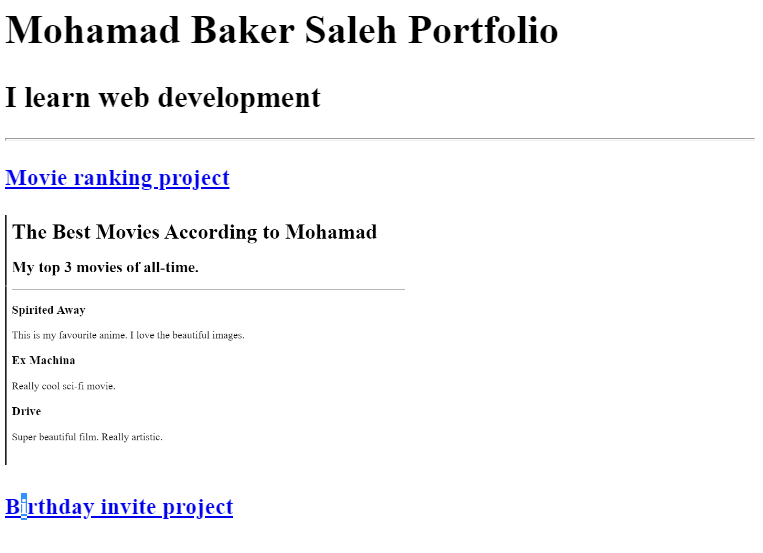 Mohamad Baker Saleh Portfolio
I learn web development
Movie ranking project
The Best Movies According to Mohamad
My top 3 movies of all-time.
Spirited Away
This is my favourite anime. I love the beautiful images.
Ex Machina
Really cool sci-fi movie.
Drive
Super beautiful film. Really artistic.
Birthday invite project